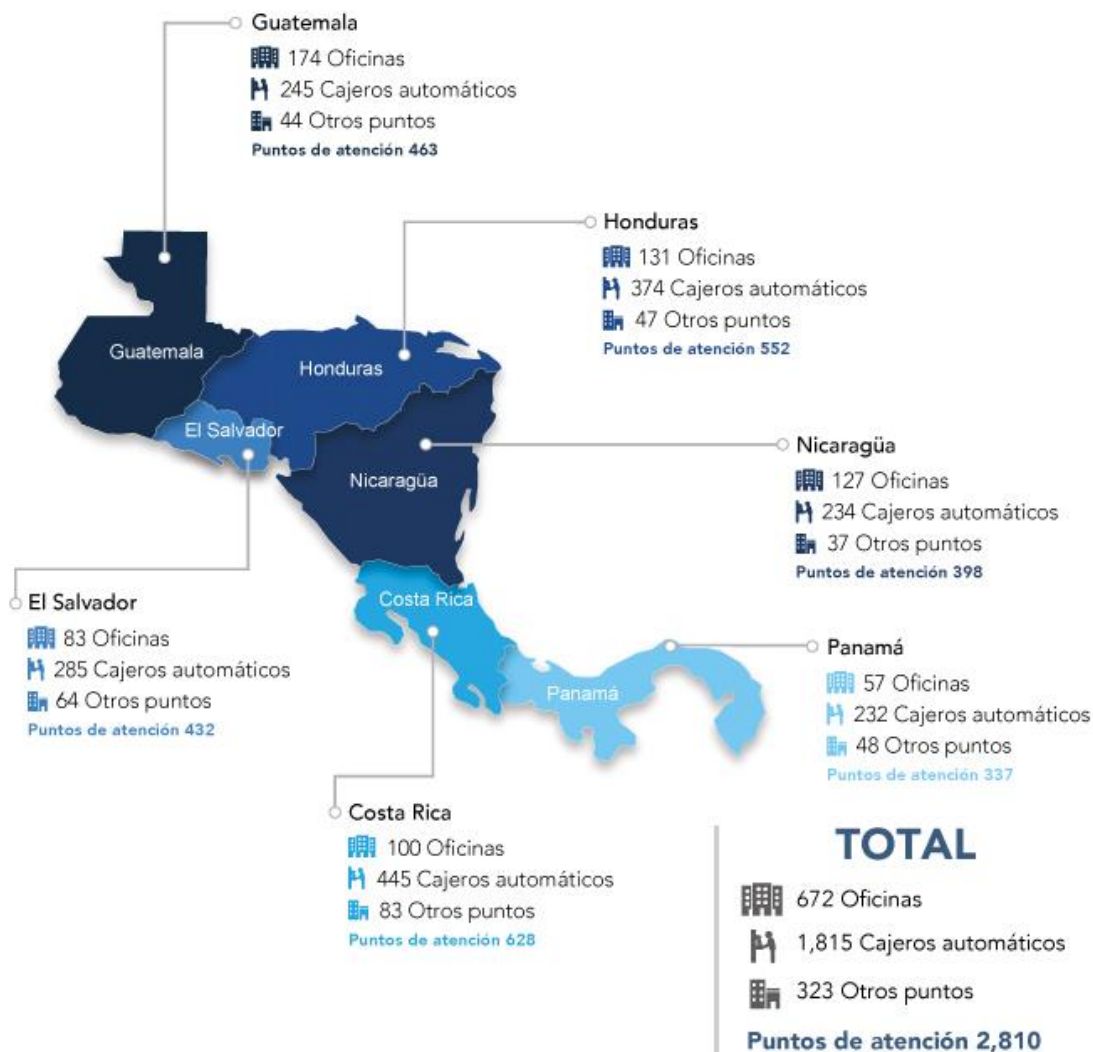 Guatemala
174 Oficinas
245 Cajeros automáticos
44 Otros puntos
Puntos de atención 463
Honduras
131 Oficinas
374 Cajeros automáticos
47 Otros puntos
Puntos de atención 552
Guatemala
Honduras
El Salvador
Nicaragüa
Nicaragüa
127 Oficinas
234 Cajeros automáticos
37 Otros puntos
Puntos de atención 398
El Salvador
83 Oficinas
285 Cajeros automáticos
64 Otros puntos
Puntos de atención 432
Costa Rica
Panamá
Panamá
57 Oficinas
232 Cajeros automáticos
48 Otros puntos
Puntos de atención 337
Costa Rica
100 Oficinas
445 Cajeros automáticos
83 Otros puntos
Puntos de atención 628
TOTAL
672 Oficinas
1,815 Cajeros automáticos
323 Otros puntos
Puntos de atención 2,810